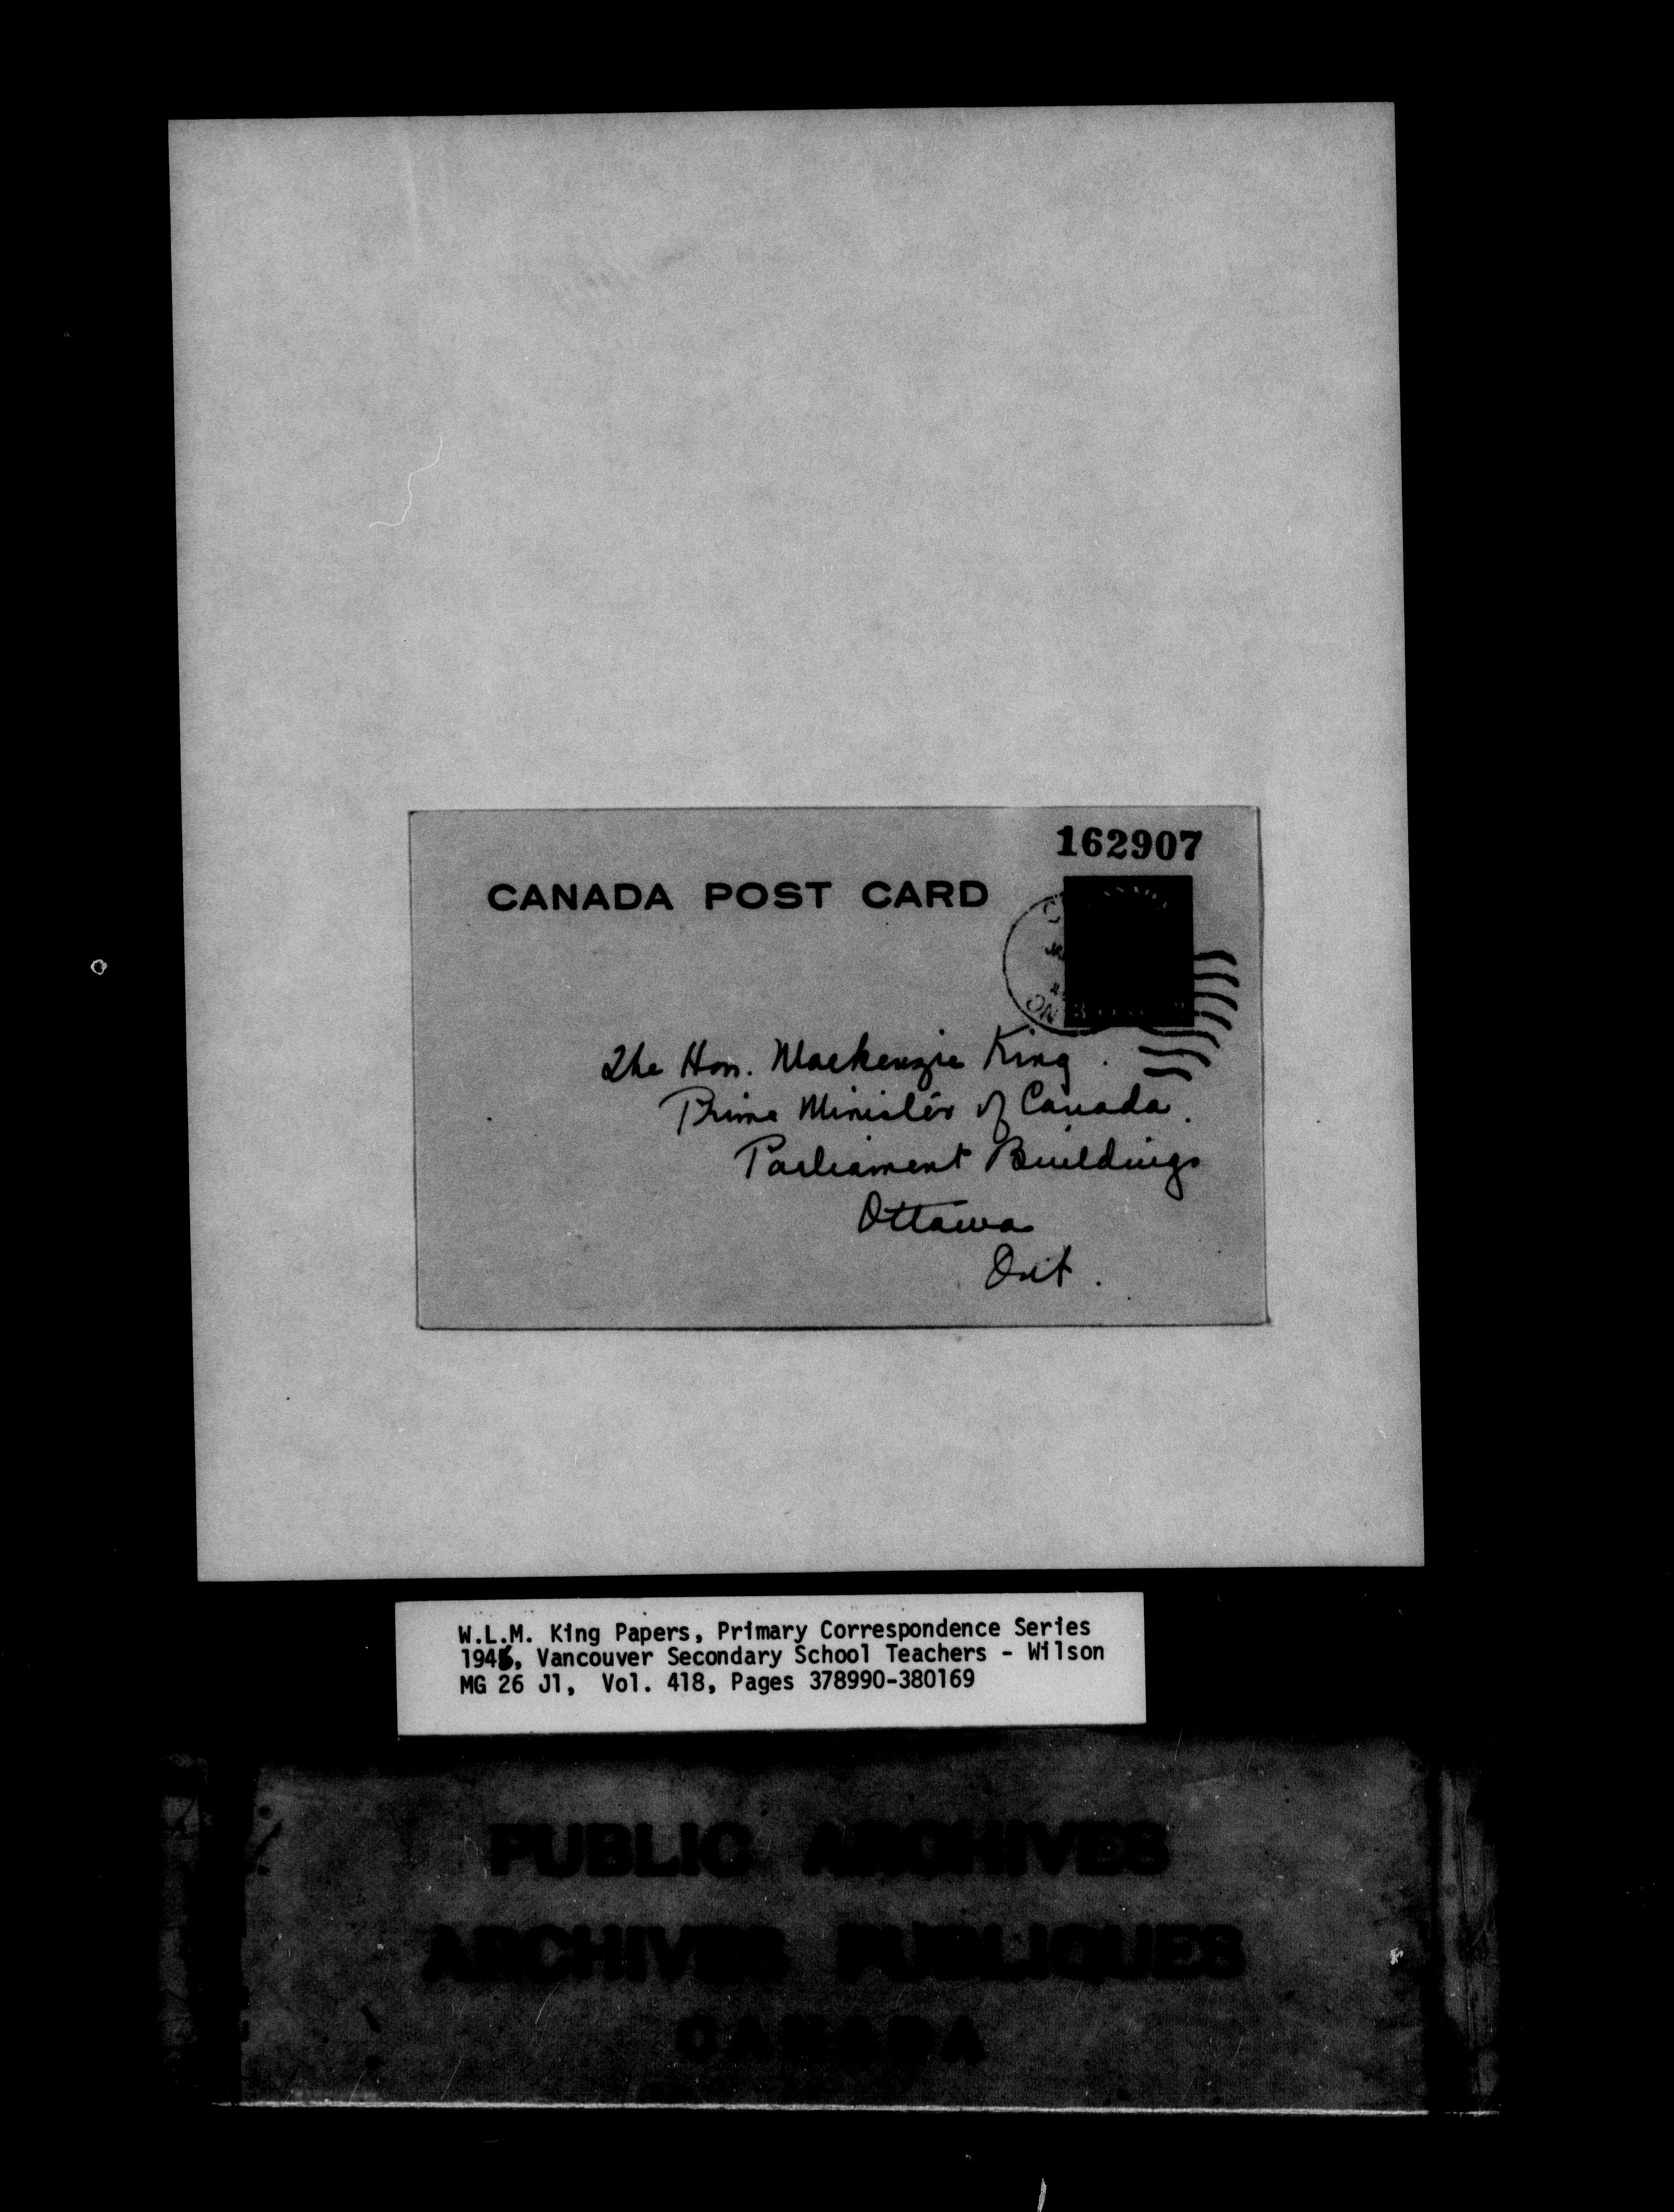 162907
CANADA POST CARD
The Hon. Mackenzie King.
Prime Minister of Canada.
Parliament Buildings
Ottawa
Ont.
W.L.M. King Papers, Primary Correspondence Series
1946, Vancouver Secondary School Teachers - Wilson
MG 26 J1, Vol. 418, Pages 378990-380169
PUBLIC ARCHIVES
ARCHIVES PUBLIQUES
CANADA